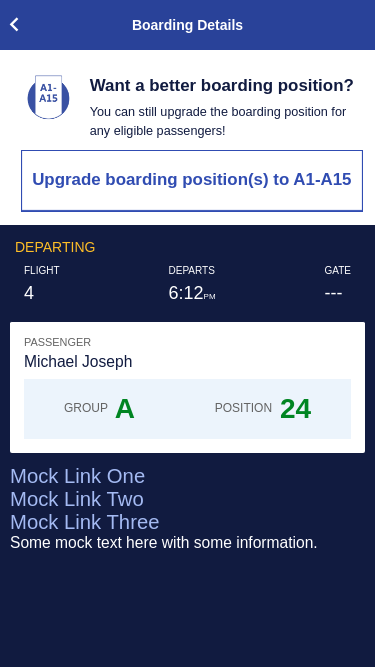 Boarding Details
A1-
A15
Want a better boarding position?
You can still upgrade the boarding position for
any eligible passengers!
Upgrade boarding position(s) to A1-A15
DEPARTING
FLIGHT DEPARTS GATE
4 6:12PM ---
PASSENGER
Michael Joseph
GROUP A POSITION 24
Mock Link One
Mock Link Two
Mock Link Three
Some mock text here with some information.